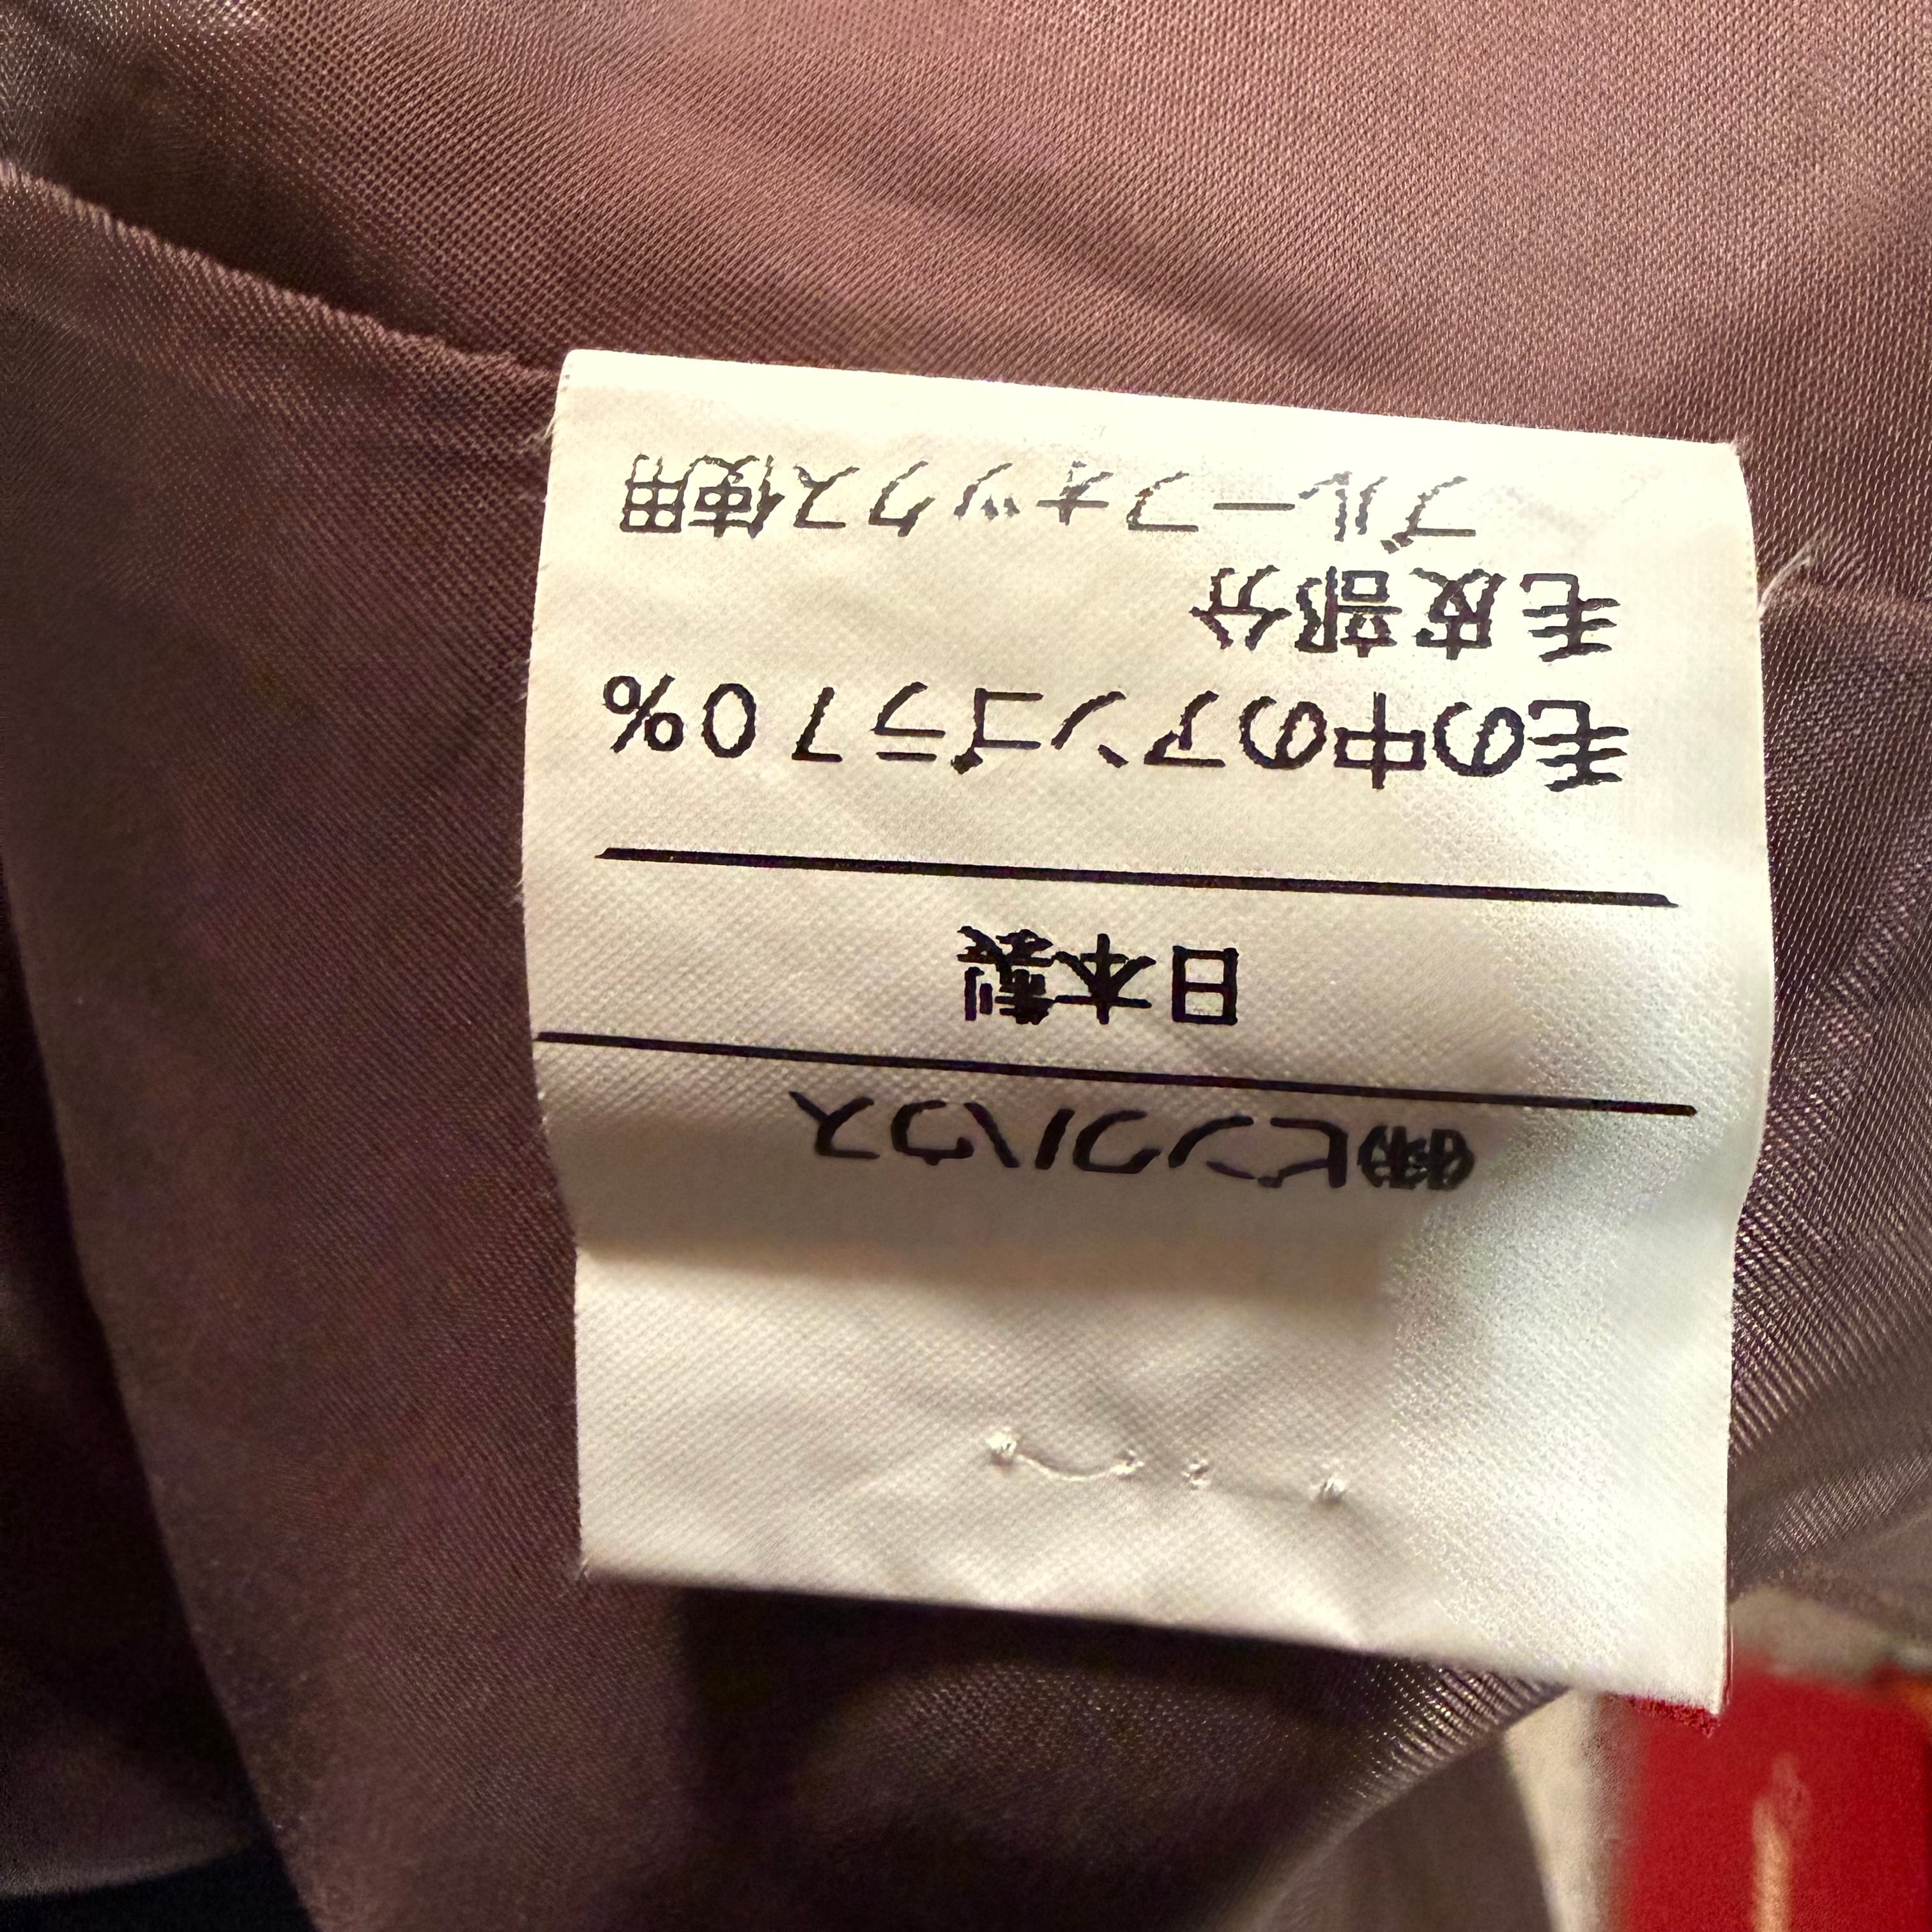 ㈱ピンクハウス
日本製
毛の中のアンゴラ70%
毛皮部分
ブルーフォックス使用